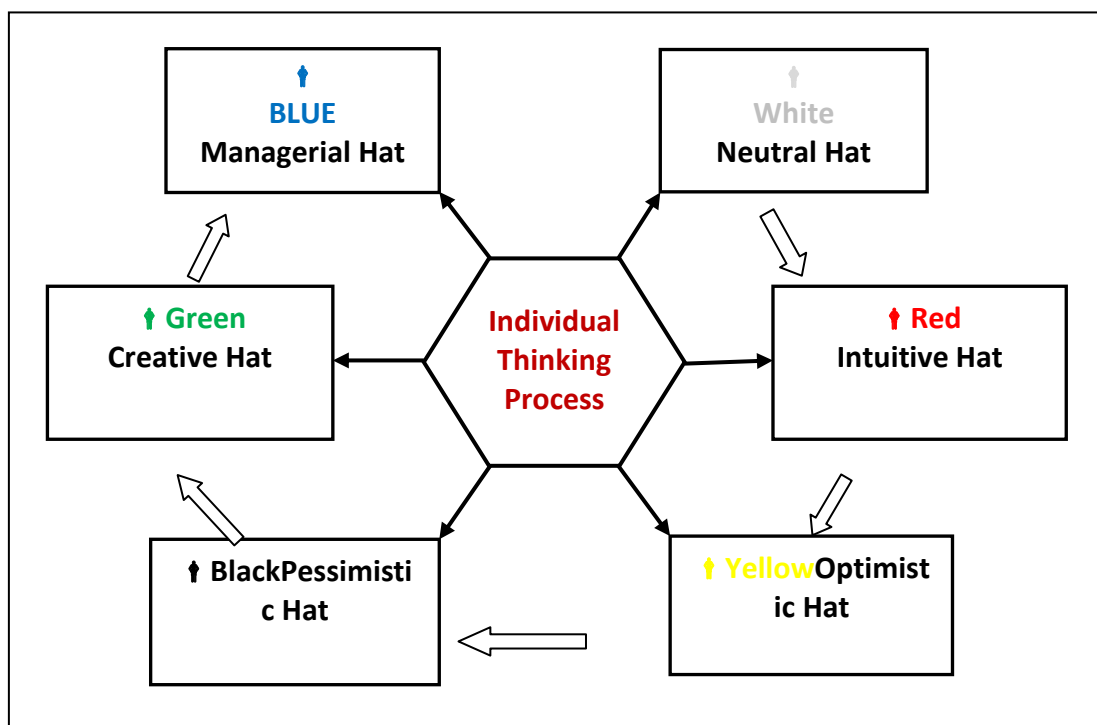 BLUE
Managerial Hat
White
Neutral Hat
Green
Creative Hat
Individual
Thinking
Process
Red
Intuitive Hat
BlackPessimisti
c Hat
YellowOptimist
ic Hat